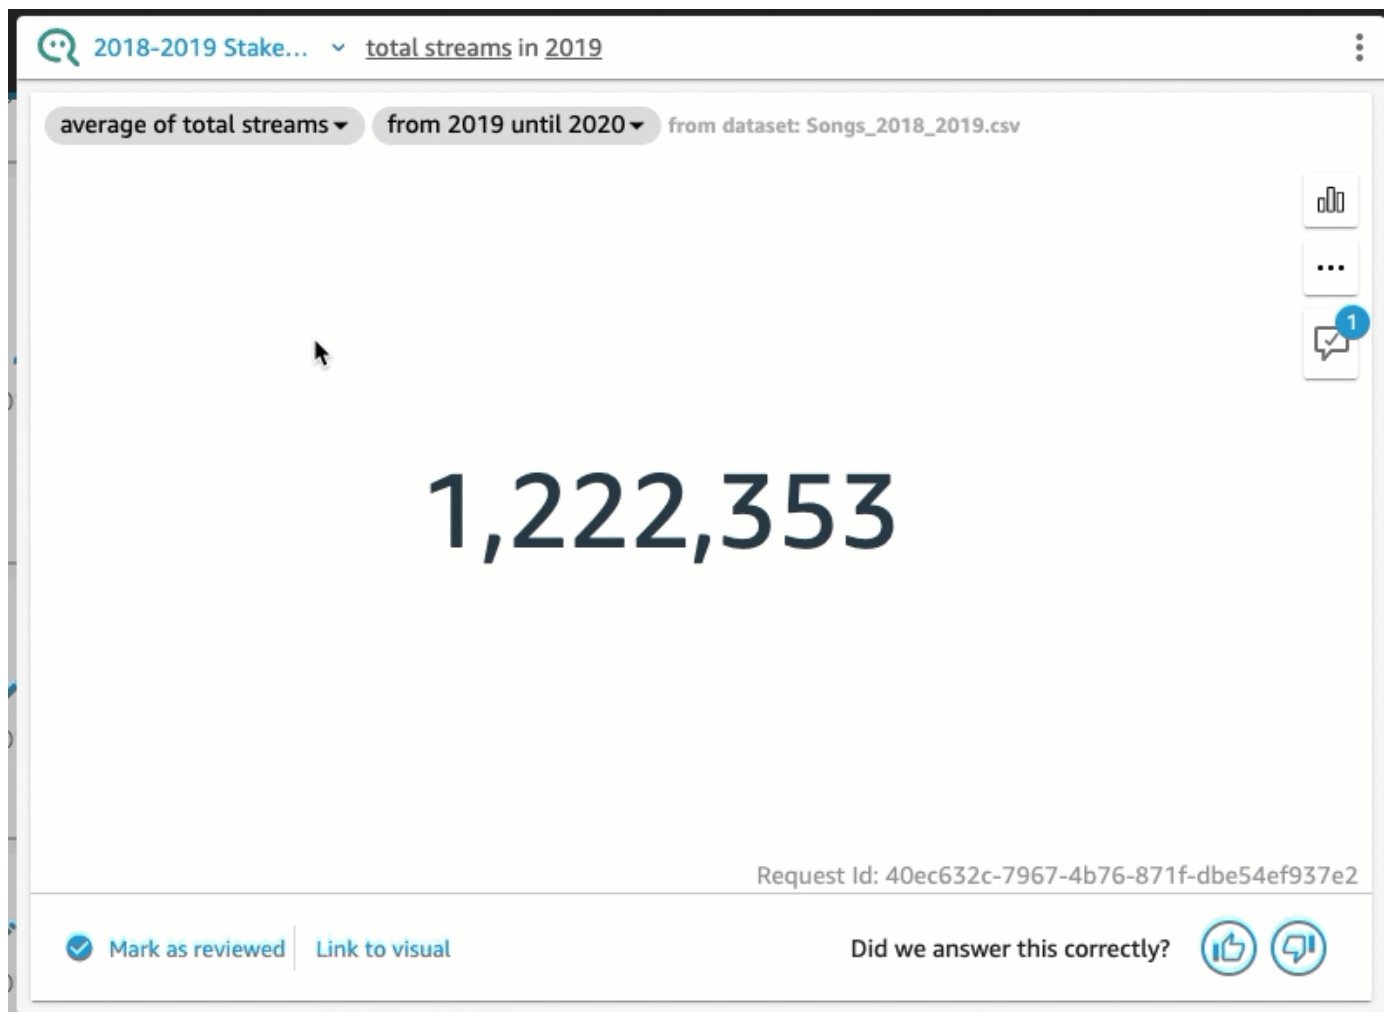 2018-2019 Stake... total streams in 2019
average of total streams from 2019 until 2020 from dataset: Songs_2018_2019.csv
1
1,222,353
Request Id: 40ec632c-7967-4b76-871f-dbe54ef937e2
Mark as reviewed Link to visual Did we answer this correctly?